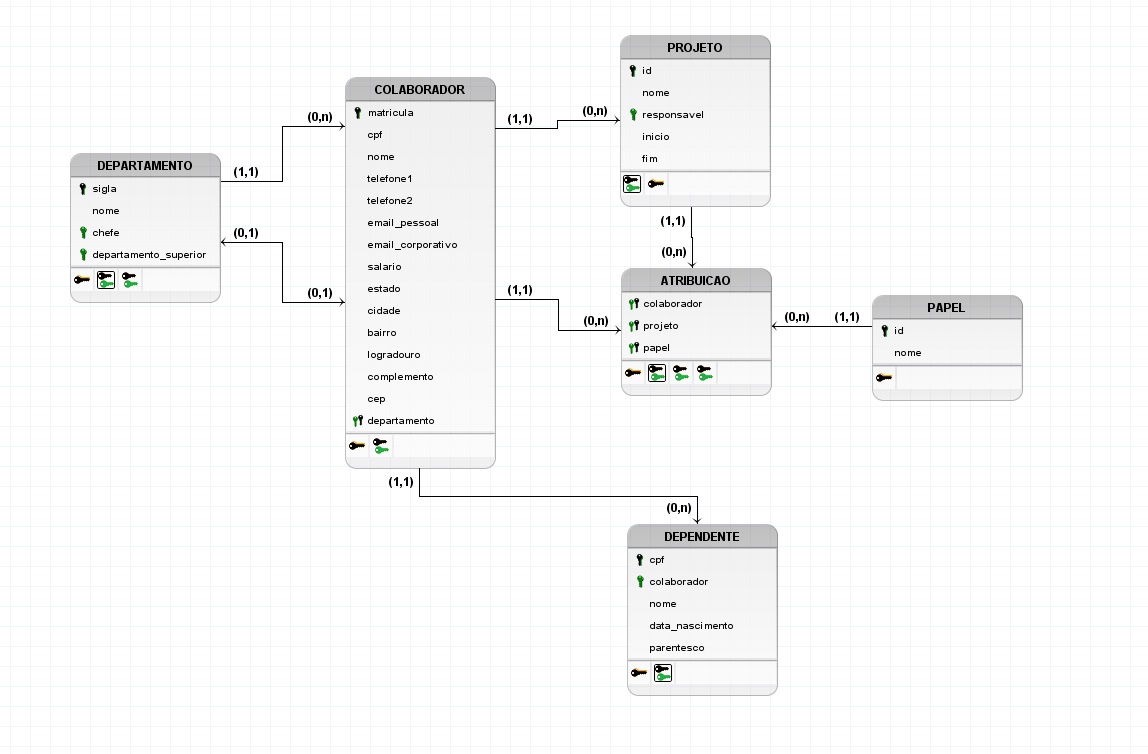 DEPARTAMENTO
sigla
nome
chefe
departamento_superior
(1,1)
(0,n)
(0,1)
(0,1)
COLABORADOR
matricula
cpf
nome
telefone1
telefone2
email_pessoal
email_corporativo
salario
estado
cidade
bairro
logradouro
complemento
cep
departamento
(1,1)
(0,n)
PROJETO
id
nome
responsavel
inicio
fim
(1,1)
(0,n)
(1,1)
(0,n)
ATRIBUICAO
colaborador
projeto
papel
(0,n)
(1,1)
PAPEL
id
nome
(1,1)
(0,n)
DEPENDENTE
cpf
colaborador
nome
data_nascimento
parentesco